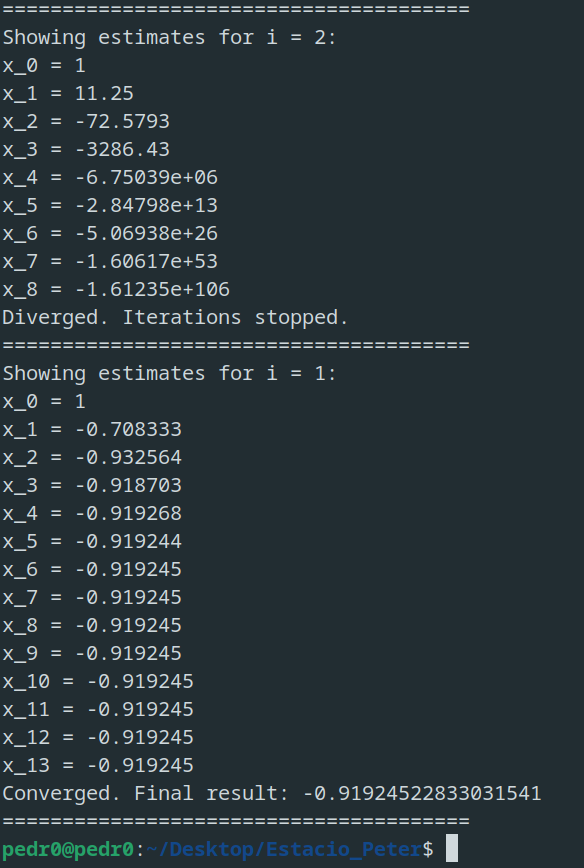 =======================================
Showing estimates for i = 2:
x_0 = 1
x_1 = 11.25
x_2 = -72.5793
x_3 = -3286.43
x_4 = -6.75039e+06
x_5 = -2.84798e+13
x_6 = -5.06938e+26
x_7 = -1.60617e+53
x_8 = -1.61235e+106
Diverged. Iterations stopped.
=======================================
Showing estimates for i = 1:
x_0 = 1
x_1 = -0.708333
x_2 = -0.932564
x_3 = -0.918703
x_4 = -0.919268
x_5 = -0.919244
x_6 = -0.919245
x_7 = -0.919245
x_8 = -0.919245
x_9 = -0.919245
x_10 = -0.919245
x_11 = -0.919245
x_12 = -0.919245
x_13 = -0.919245
Converged. Final result: -0.91924522833031541
=======================================
pedr0@pedr0:~/Desktop/Estacio_Peter$